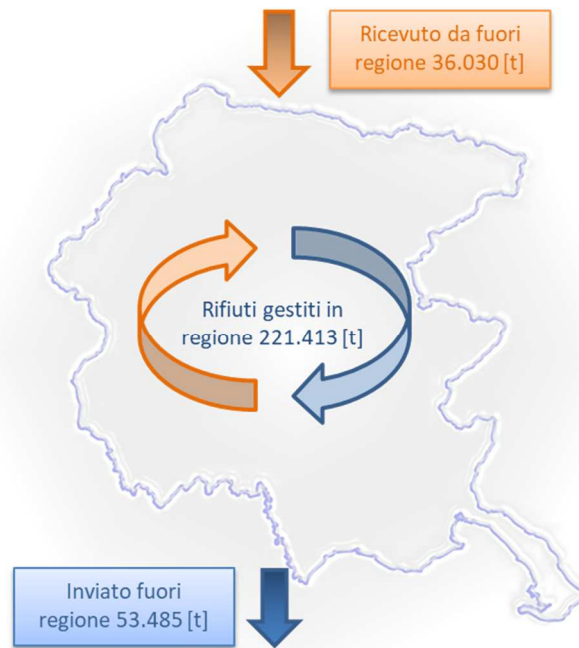 Ricevuto da fuori
regione 36.030 [t]
Rifiuti gestiti in
regione 221.413 [t]
Inviato fuori
regione 53.485 [t]